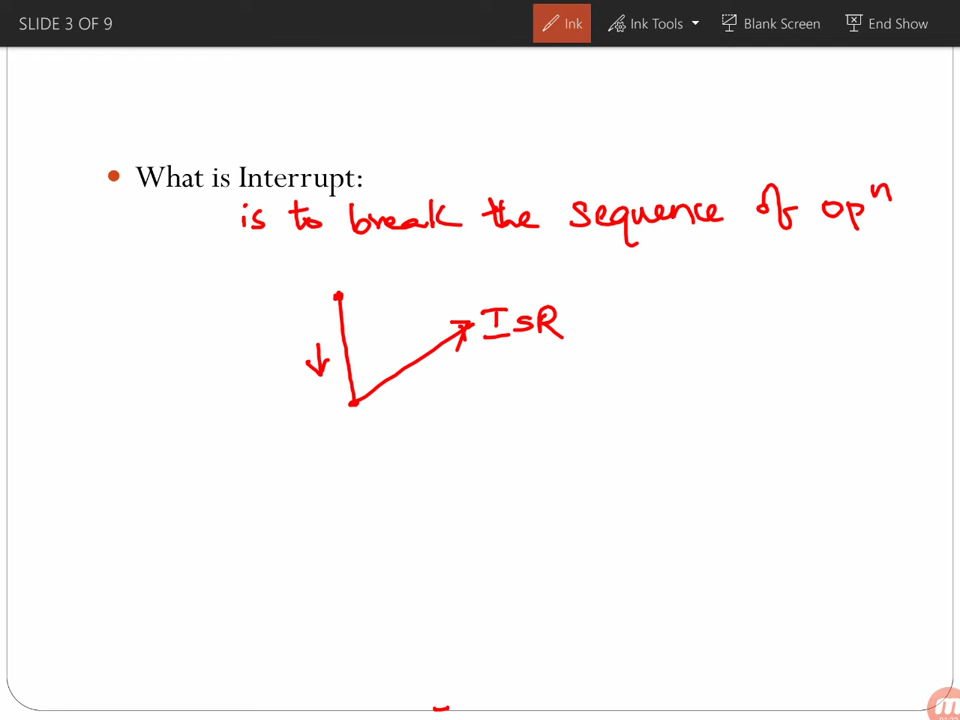 SLIDE 3 OF 9 Ink Ink Tools Blank Screen End Show
• What is Interrupt:
is to break the sequence of opⁿ
ISR